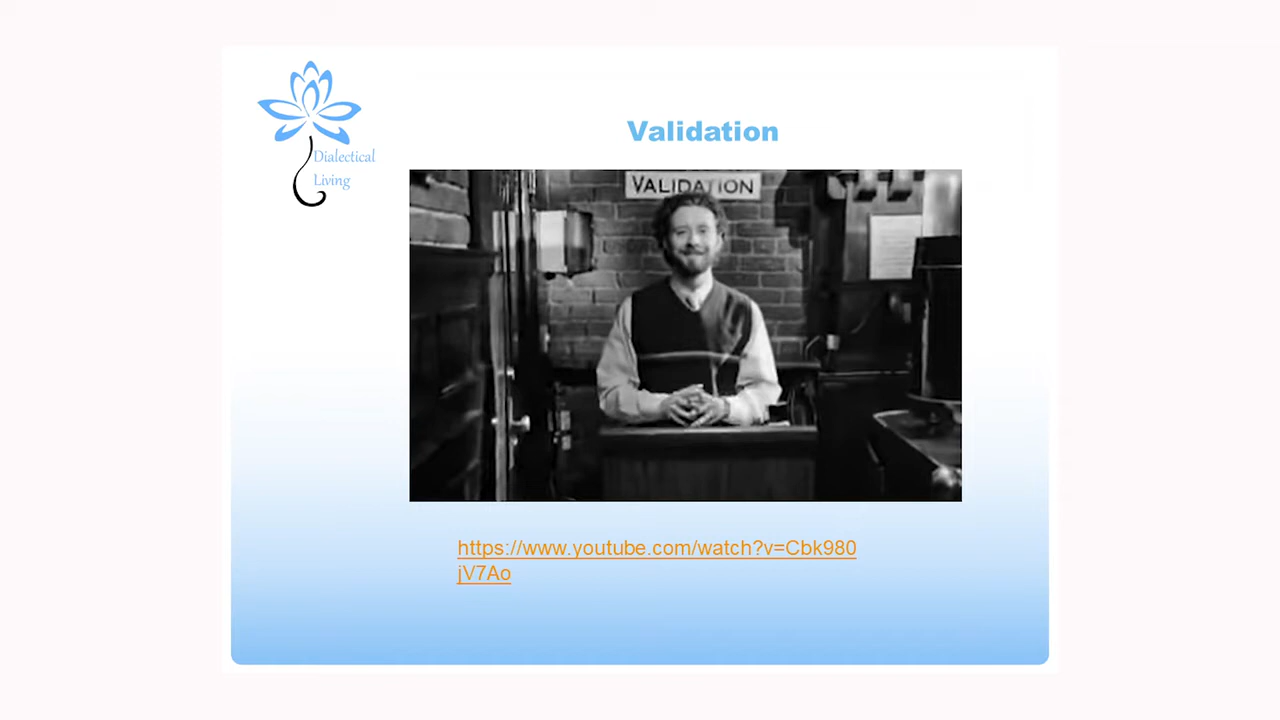 Validation
Dialectical
Living
VALIDATION
https://www.youtube.com/watch?v=Cbk980
jV7Ao